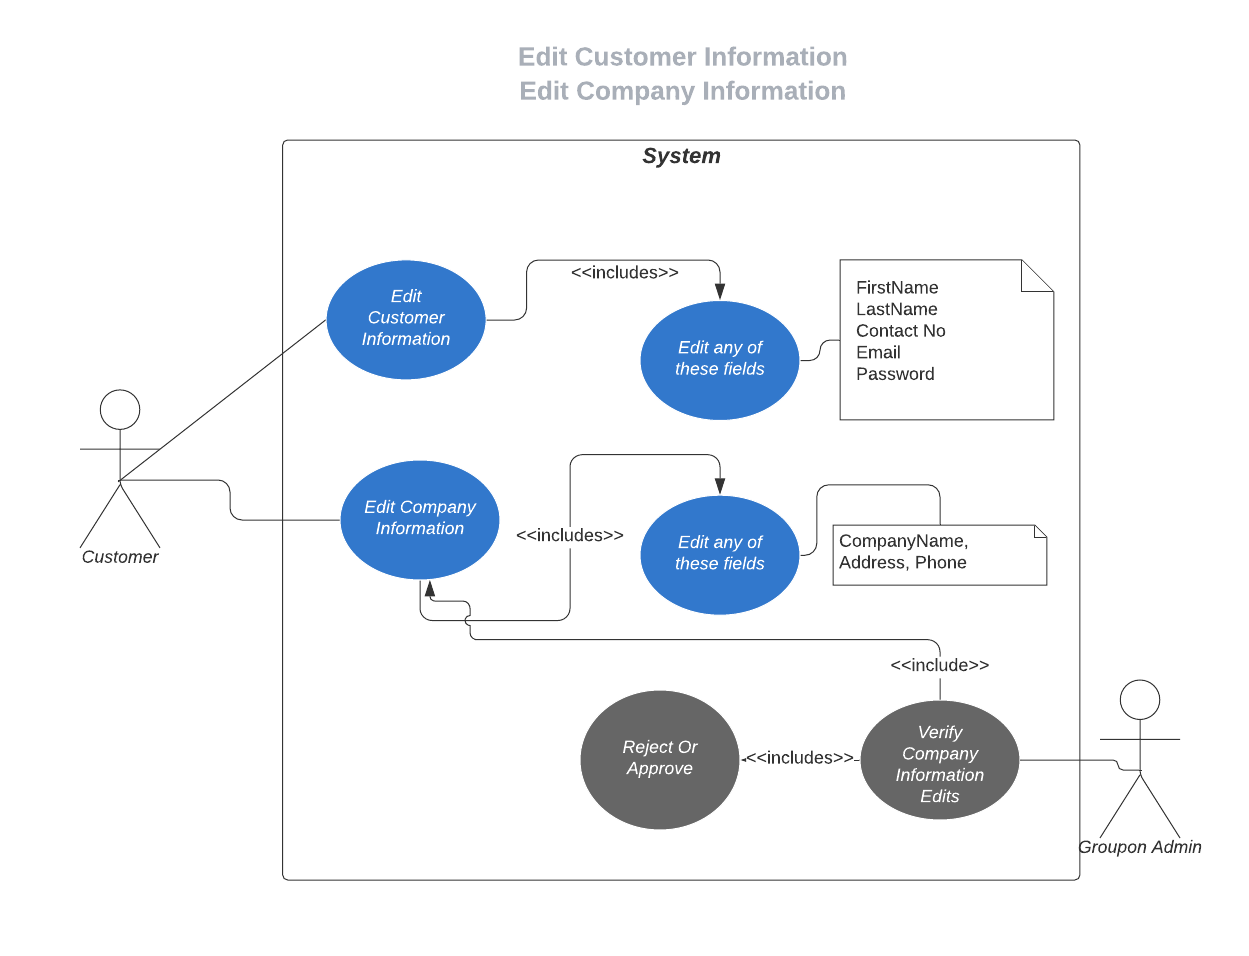 Edit Customer Information
Edit Company Information
System
<<includes>>
Edit
Customer
Information
FirstName
LastName
Contact No
Email
Password
Edit any of
these fields
Edit Company
Information
<<includes>>
Edit any of
these fields
CompanyName,
Address, Phone
Customer
<<include>>
Reject Or
Approve
<<includes>>
Verify
Company
Information
Edits
Groupon Admin